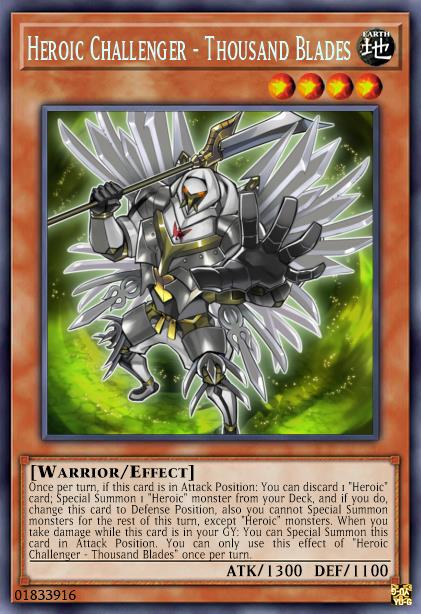 Heroic Challenger - Thousand Blades
EARTH
地
[Warrior/Effect]
Once per turn, if this card is in Attack Position: You can discard 1 "Heroic"
card; Special Summon 1 "Heroic" monster from your Deck, and if you do,
change this card to Defense Position, also you cannot Special Summon
monsters for the rest of this turn, except "Heroic" monsters. When you
take damage while this card is in your GY: You can Special Summon this
card in Attack Position. You can only use this effect of "Heroic
Challenger - Thousand Blades" once per turn.
ATK/1300 DEF/1100
01833916